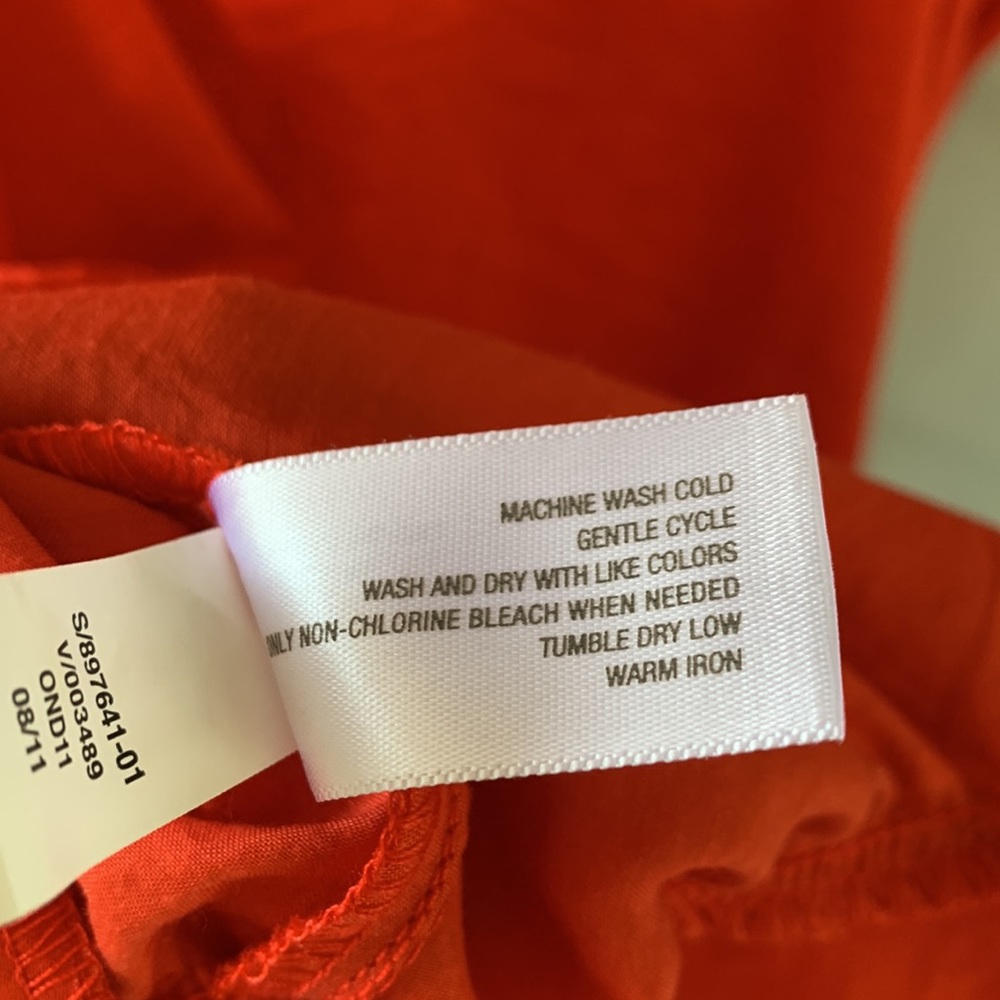 MACHINE WASH COLD
GENTLE CYCLE
WASH AND DRY WITH LIKE COLORS
NON-CHLORINE BLEACH WHEN NEEDED
TUMBLE DRY LOW
WARM IRON
S/897641-01
V/003489
OND11
08/11